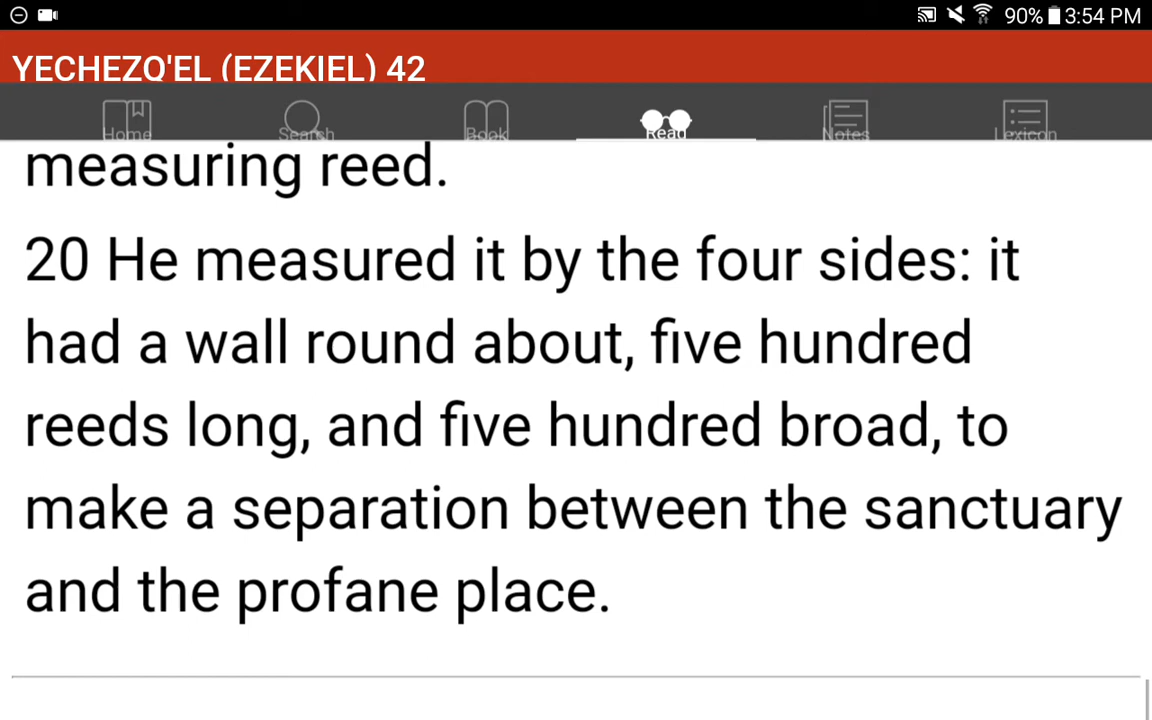 90% 3:54 PM
YECHEZQ'EL (EZEKIEL) 42
Home Search Book Read Notes Lexicon
measuring reed.
20 He measured it by the four sides: it
had a wall round about, five hundred
reeds long, and five hundred broad, to
make a separation between the sanctuary
and the profane place.